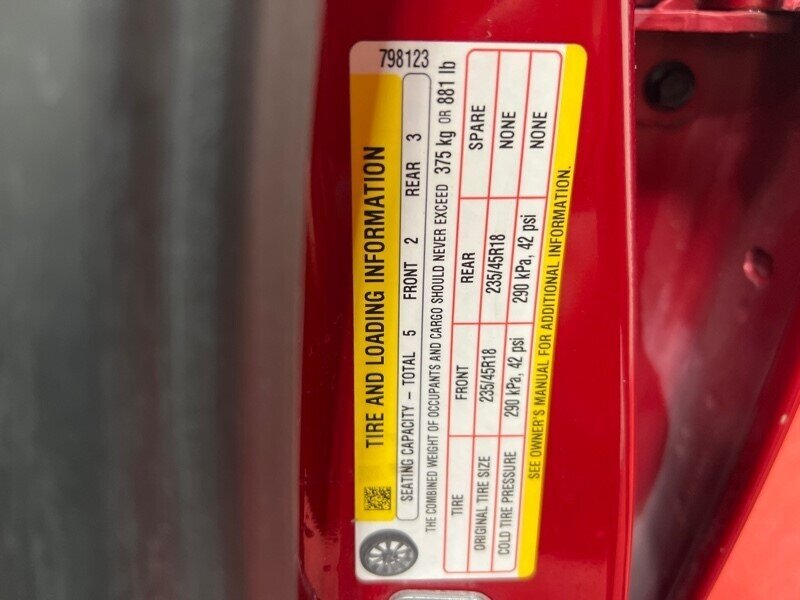 798123
TIRE AND LOADING INFORMATION
SEATING CAPACITY – TOTAL 5 FRONT 2 REAR 3
THE COMBINED WEIGHT OF OCCUPANTS AND CARGO SHOULD NEVER EXCEED 375 kg OR 881 lb
TIRE FRONT REAR SPARE
ORIGINAL TIRE SIZE 235/45R18 235/45R18 NONE
COLD TIRE PRESSURE 290 kPa, 42 psi 290 kPa, 42 psi NONE
SEE OWNER'S MANUAL FOR ADDITIONAL INFORMATION.